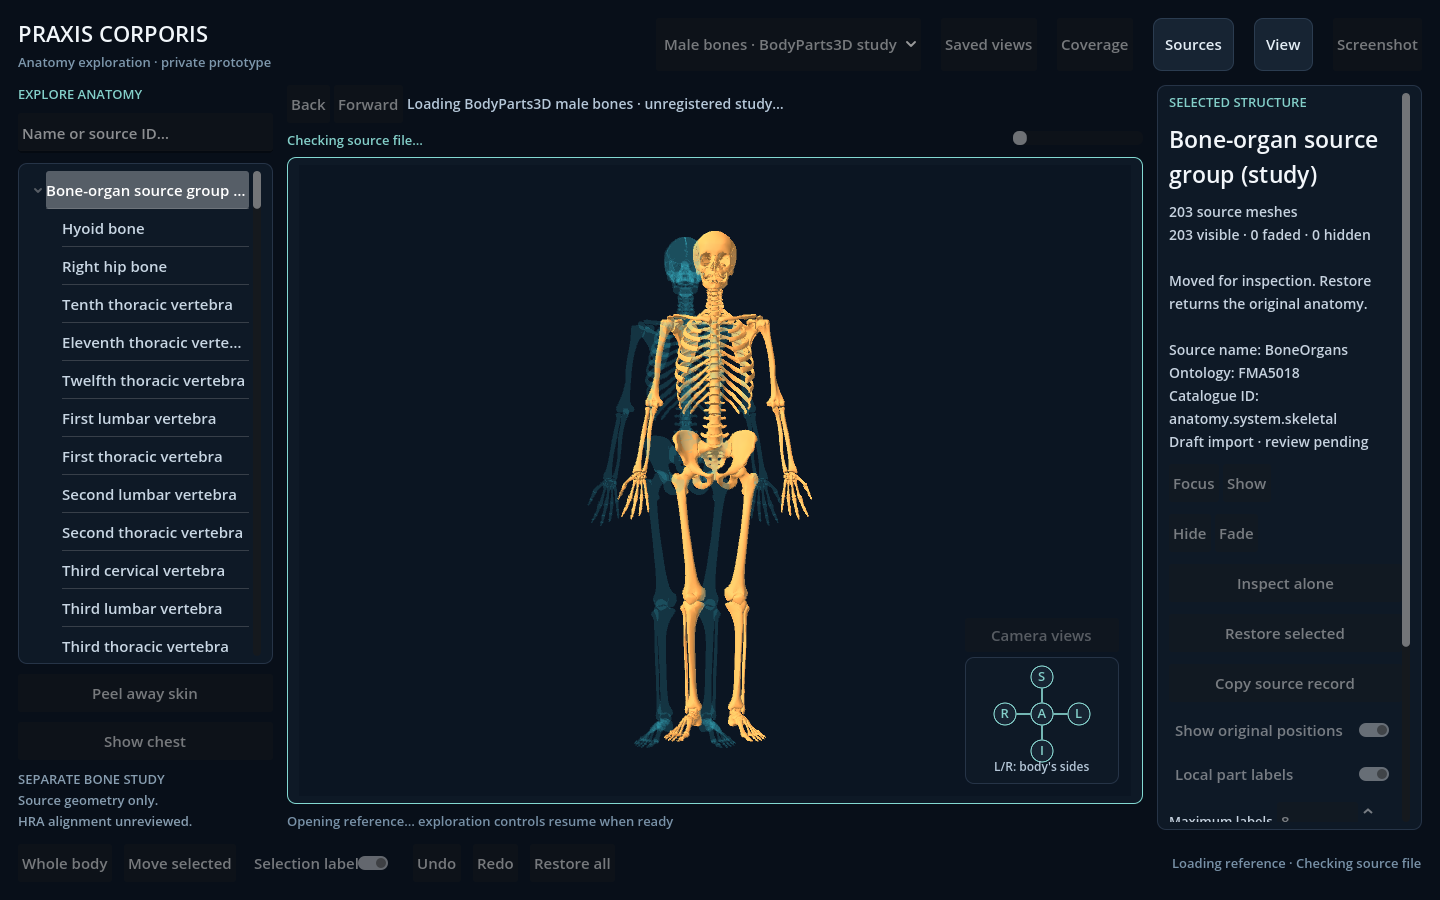 PRAXIS CORPORIS
Anatomy exploration · private prototype
Male bones · BodyParts3D study
Saved views
Coverage
Sources
View
Screenshot
EXPLORE ANATOMY
Name or source ID...
Bone-organ source group ...
Hyoid bone
Right hip bone
Tenth thoracic vertebra
Eleventh thoracic verte...
Twelfth thoracic vertebra
First lumbar vertebra
First thoracic vertebra
Second lumbar vertebra
Second thoracic vertebra
Third cervical vertebra
Third lumbar vertebra
Third thoracic vertebra
Peel away skin
Show chest
SEPARATE BONE STUDY
Source geometry only.
HRA alignment unreviewed.
Back
Forward
Loading BodyParts3D male bones · unregistered study...
Checking source file...
Camera views
S
R A L
I
L/R: body's sides
Opening reference... exploration controls resume when ready
SELECTED STRUCTURE
Bone-organ source
group (study)
203 source meshes
203 visible · 0 faded · 0 hidden
Moved for inspection. Restore
returns the original anatomy.
Source name: BoneOrgans
Ontology: FMA5018
Catalogue ID:
anatomy.system.skeletal
Draft import · review pending
Focus
Show
Hide
Fade
Inspect alone
Restore selected
Copy source record
Show original positions
Local part labels
Maximum labels 8
Whole body
Move selected
Selection label
Undo
Redo
Restore all
Loading reference · Checking source file